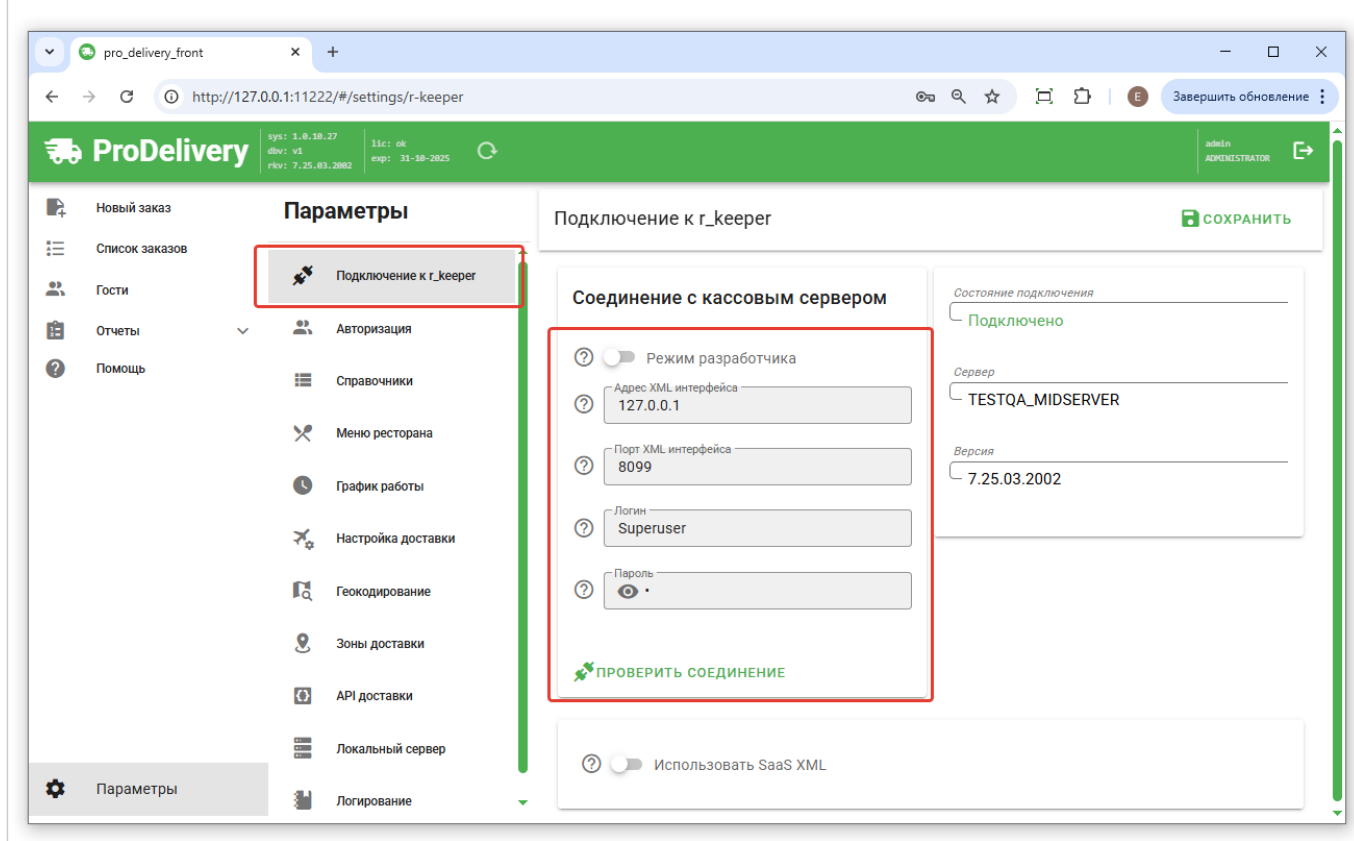 pro_delivery_front
http://127.0.0.1:11222/#/settings/r-keeper
E
Завершить обновление
ProDelivery
sys: 1.0.10.27
dbv: v1
rkv: 7.25.03.2002
lic: ok
exp: 31-10-2025
admin
ADMINISTRATOR
Новый заказ
Список заказов
Гости
Отчеты
Помощь
Параметры
Параметры
Подключение к r_keeper
Авторизация
Справочники
Меню ресторана
График работы
Настройка доставки
Геокодирование
Зоны доставки
API доставки
Локальный сервер
Логирование
Подключение к r_keeper
СОХРАНИТЬ
Соединение с кассовым сервером
Режим разработчика
Адрес XML интерфейса
127.0.0.1
Порт XML интерфейса
8099
Логин
Superuser
Пароль
•
ПРОВЕРИТЬ СОЕДИНЕНИЕ
Состояние подключения
Подключено
Сервер
TESTQA_MIDSERVER
Версия
7.25.03.2002
Использовать SaaS XML